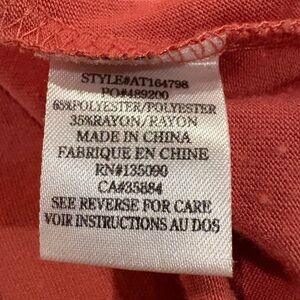 STYLE#AT164798
PO#489200
65%POLYESTER/POLYESTER
35%RAYON/RAYON
MADE IN CHINA
FABRIQUE EN CHINE
RN#135090
CA#35884
SEE REVERSE FOR CARE
VOIR INSTRUCTIONS AU DOS